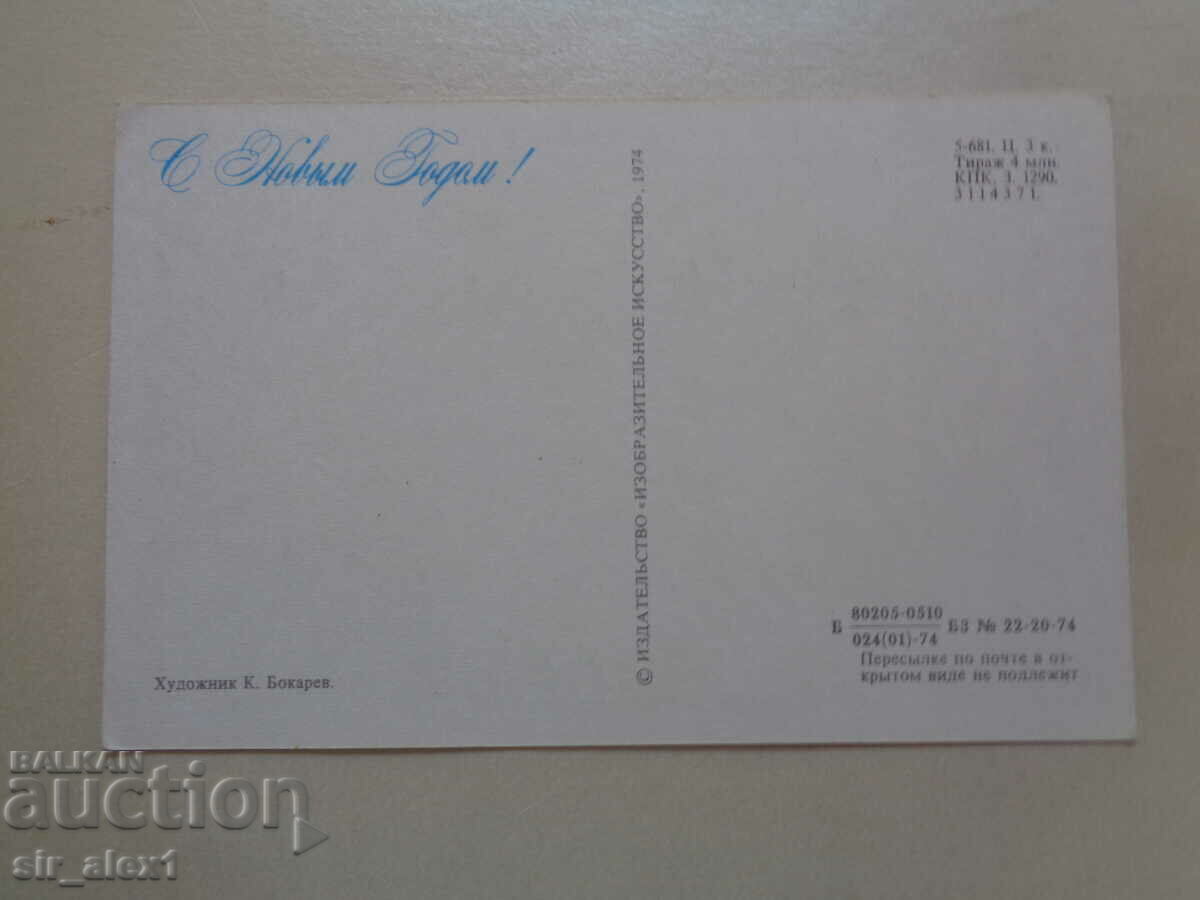 С Новым Годом!
5-681. Ц. 3 к.
Тираж 4 млн.
КПК. З. 1290.
3114371.
© ИЗДАТЕЛЬСТВО «ИЗОБРАЗИТЕЛЬНОЕ ИСКУССТВО», 1974
Б 80205-0510
024(01)-74 БЗ № 22-20-74
Пересылке по почте в от-
крытом виде не подлежит
Художник К. Бокарев.
BALKAN
auction
sir_alex1